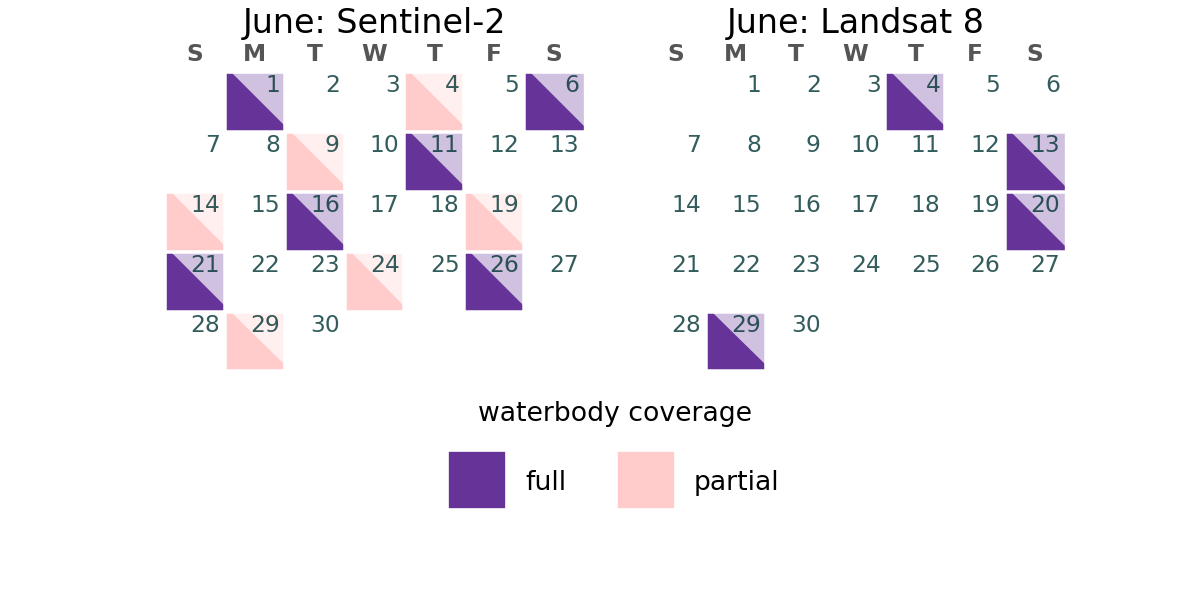 June: Sentinel-2
S M T W T F S
1 2 3 4 5 6
7 8 9 10 11 12 13
14 15 16 17 18 19 20
21 22 23 24 25 26 27
28 29 30
June: Landsat 8
S M T W T F S
1 2 3 4 5 6
7 8 9 10 11 12 13
14 15 16 17 18 19 20
21 22 23 24 25 26 27
28 29 30
waterbody coverage
full partial